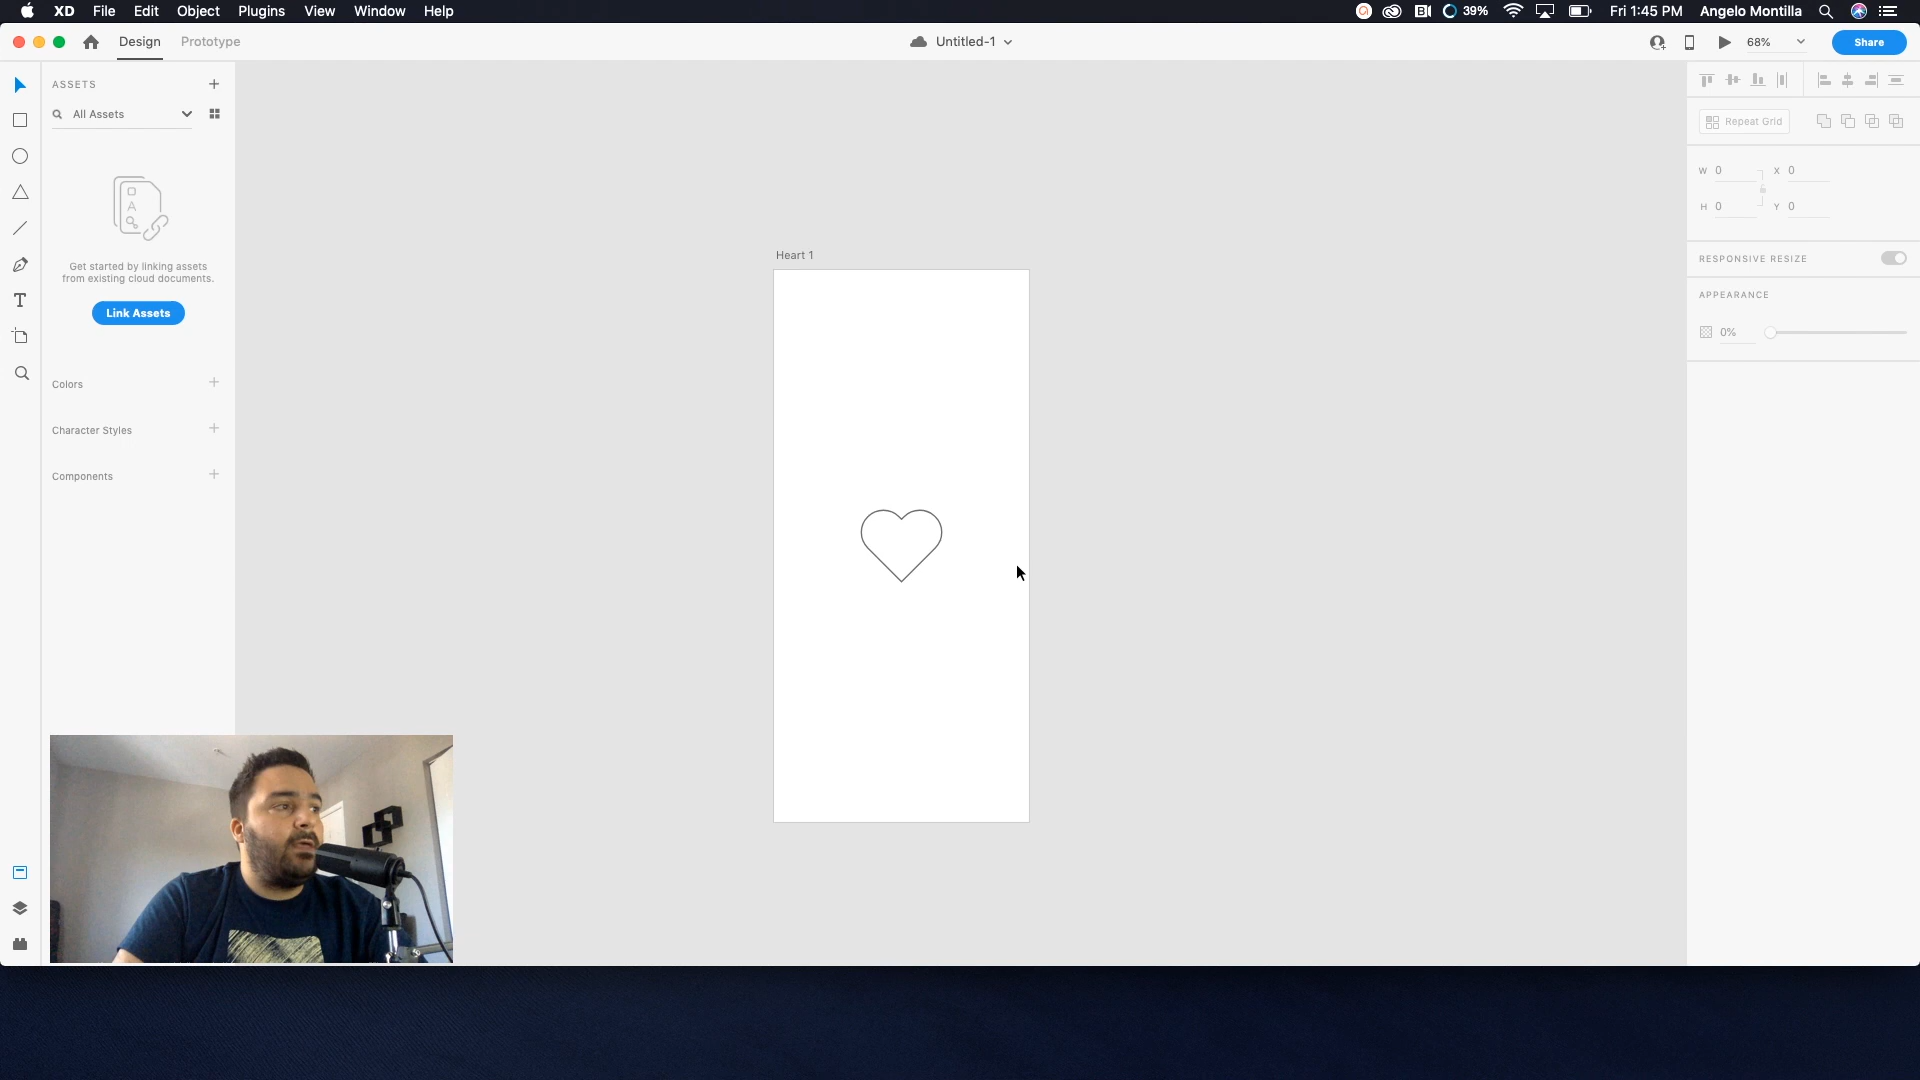 XD File Edit Object Plugins View Window Help
39% Fri 1:45 PM Angelo Montilla
Design Prototype
Untitled-1
68%
Share
ASSETS
All Assets
Get started by linking assets
from existing cloud documents.
Link Assets
Colors
Character Styles
Components
Heart 1
Repeat Grid
W 0 X 0
H 0 Y 0
RESPONSIVE RESIZE
APPEARANCE
0%